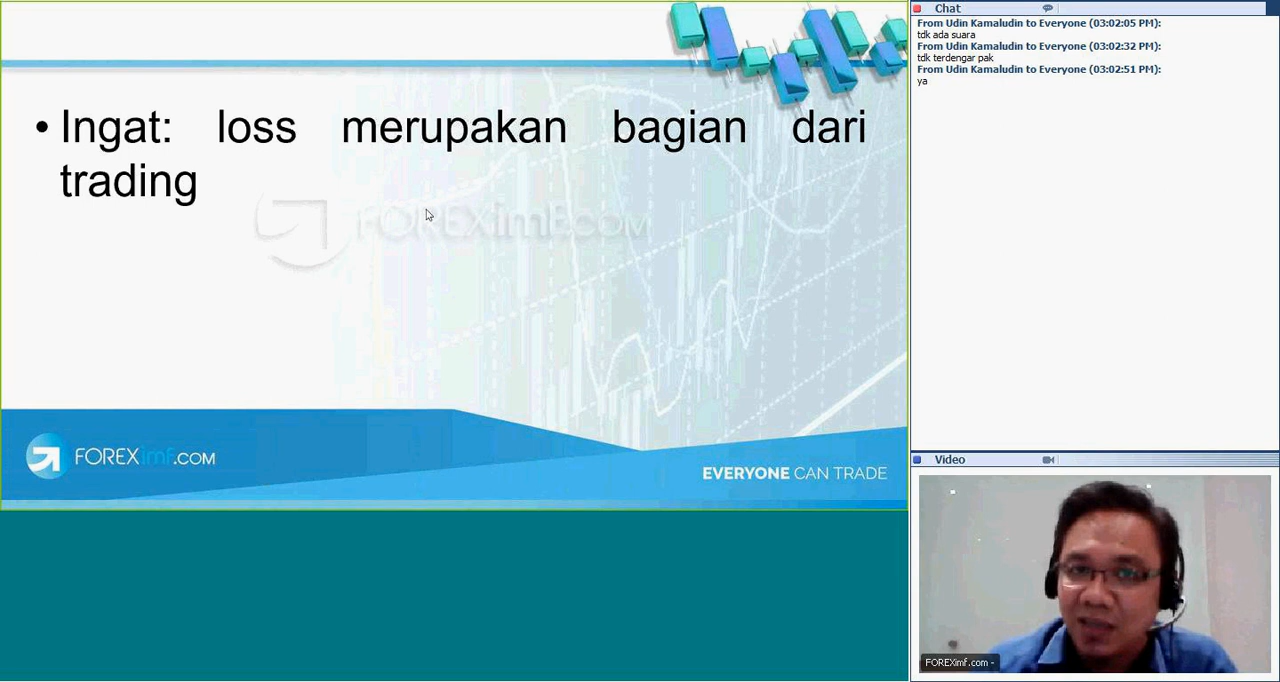 • Ingat: loss merupakan bagian dari
trading
FOREXimf.COM
FOREXimf.COM
EVERYONE CAN TRADE
Chat
From Udin Kamaludin to Everyone (03:02:05 PM):
tdk ada suara
From Udin Kamaludin to Everyone (03:02:32 PM):
tdk terdengar pak
From Udin Kamaludin to Everyone (03:02:51 PM):
ya
Video
FOREXimf.com -